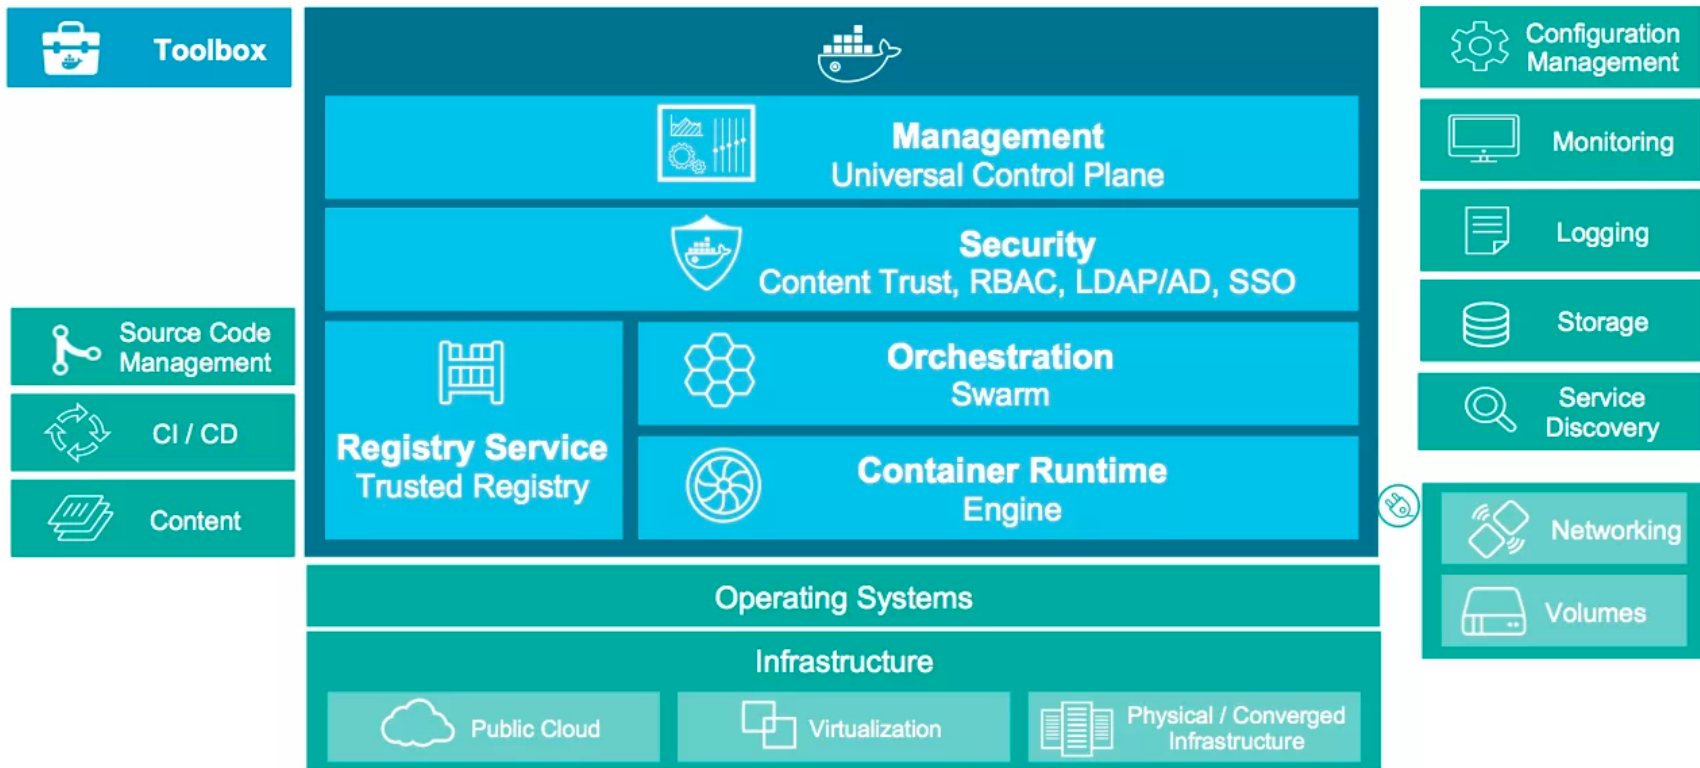 Toolbox
Management
Universal Control Plane
Security
Content Trust, RBAC, LDAP/AD, SSO
Registry Service
Trusted Registry
Orchestration
Swarm
Container Runtime
Engine
Source Code
Management
CI / CD
Content
Configuration
Management
Monitoring
Logging
Storage
Service
Discovery
Networking
Volumes
Operating Systems
Infrastructure
Public Cloud
Virtualization
Physical / Converged
Infrastructure